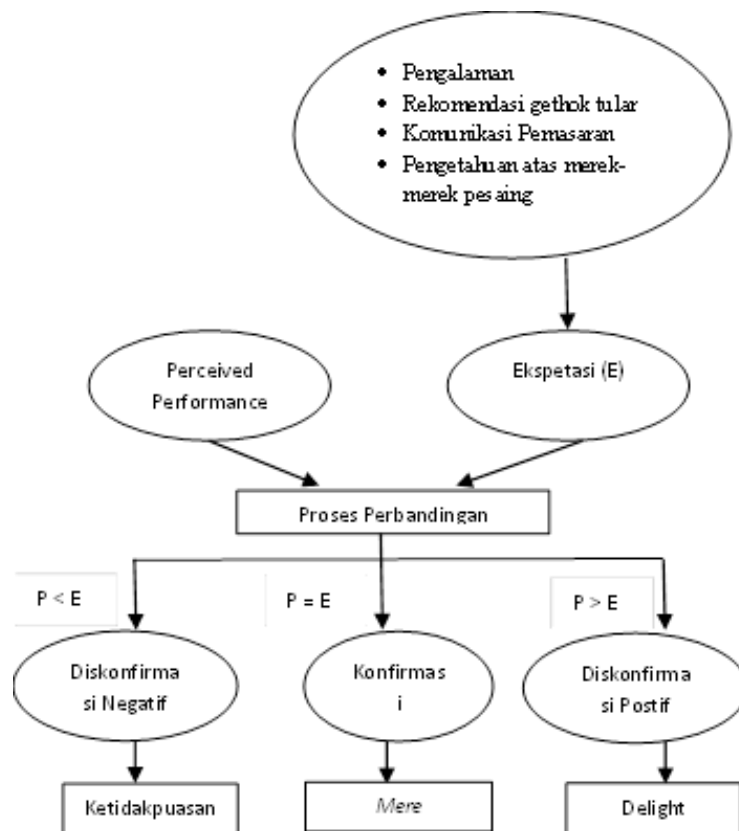 • Pengalaman
• Rekomendasi gethok tular
• Komunikasi Pemasaran
• Pengetahuan atas merek-
merek pesaing
Perceived
Performance
Ekspetasi (E)
Proses Perbandingan
P < E
P = E
P > E
Diskonfirma
si Negatif
Konfirmas
i
Diskonfirma
si Postif
Ketidakpuasan
Mere
Delight